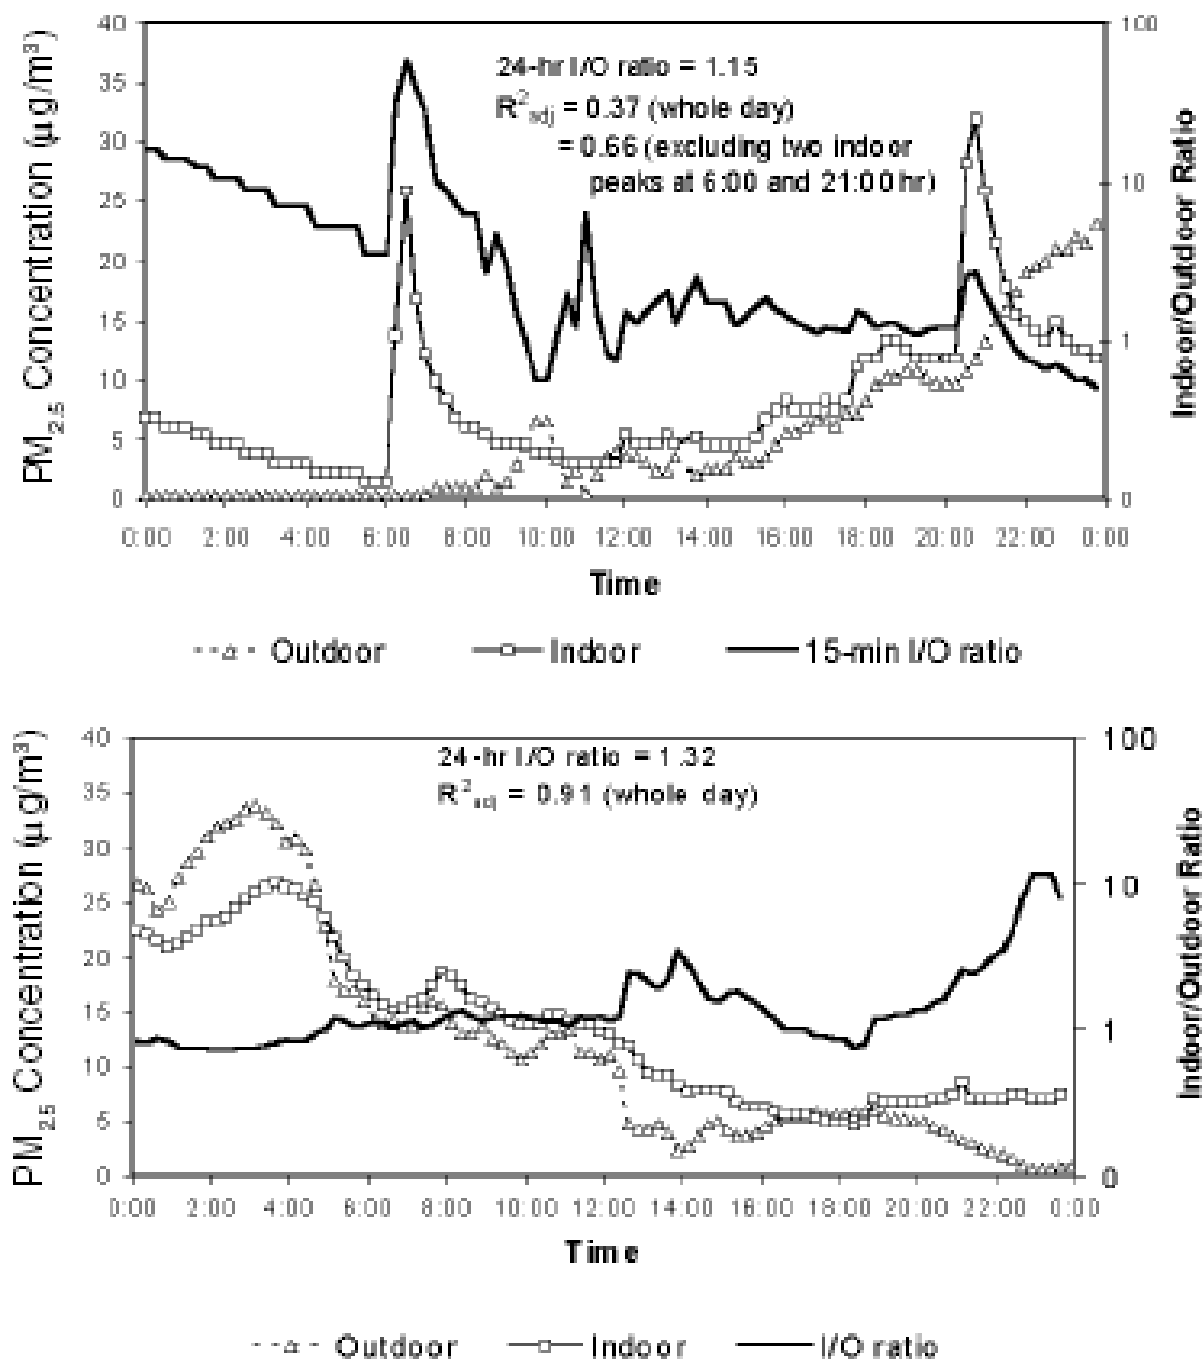 PM2.5 Concentration (µg/m³)
40
35
30
25
20
15
10
5
0
24-hr I/O ratio = 1.15
R²adj = 0.37 (whole day)
= 0.66 (excluding two indoor
peaks at 6:00 and 21:00 hr)
100
10
1
0
Indoor/Outdoor Ratio
0:00 2:00 4:00 6:00 8:00 10:00 12:00 14:00 16:00 18:00 20:00 22:00 0:00
Time
Outdoor Indoor 15-min I/O ratio
PM2.5 Concentration (µg/m³)
40
35
30
25
20
15
10
5
0
24-hr I/O ratio = 1.32
R²adj = 0.91 (whole day)
100
10
1
0
Indoor/Outdoor Ratio
0:00 2:00 4:00 6:00 8:00 10:00 12:00 14:00 16:00 18:00 20:00 22:00 0:00
Time
Outdoor Indoor I/O ratio